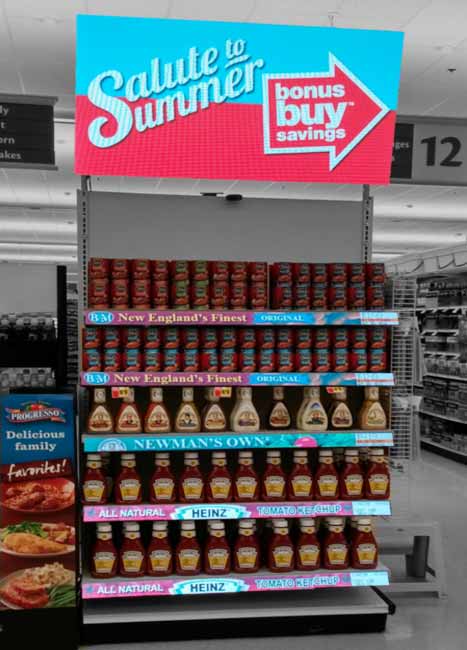 Salute to
Summer
bonus
buy™
savings
12
B&M New England's Finest ORIGINAL
B&M New England's Finest ORIGINAL
NEWMAN'S OWN
ALL NATURAL HEINZ TOMATO KETCHUP
ALL NATURAL HEINZ TOMATO KETCHUP
PROGRESSO
Delicious
family
favorites!